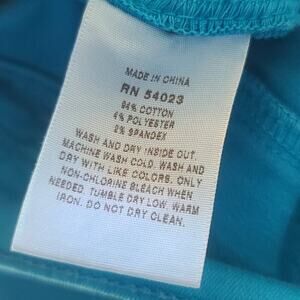 MADE IN CHINA
RN 54023
94% COTTON
4% POLYESTER
2% SPANDEX
WASH AND DRY INSIDE OUT.
MACHINE WASH COLD. WASH AND
DRY WITH LIKE COLORS. ONLY
NON-CHLORINE BLEACH WHEN
NEEDED. TUMBLE DRY LOW. WARM
IRON. DO NOT DRY CLEAN.